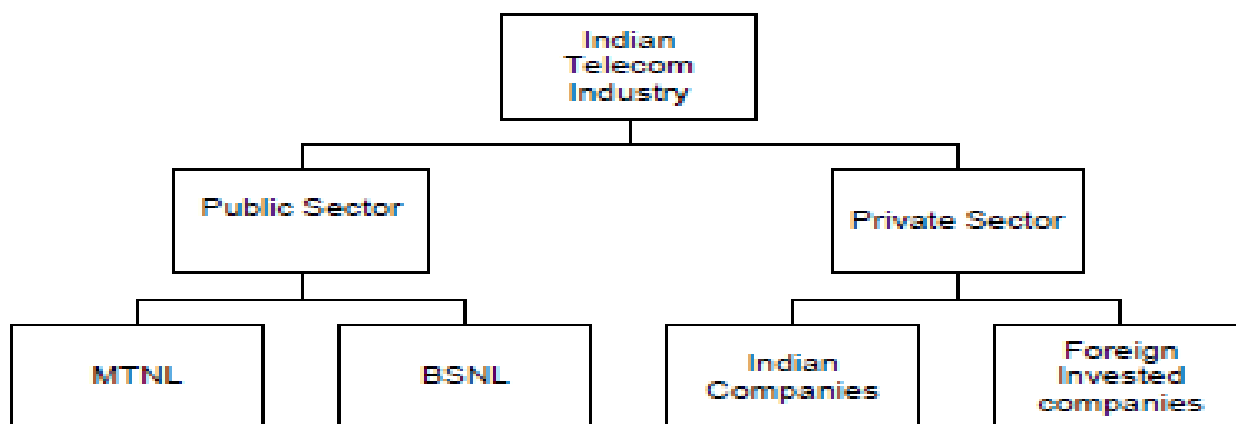 Indian
Telecom
Industry
Public Sector
Private Sector
MTNL
BSNL
Indian
Companies
Foreign
Invested
companies